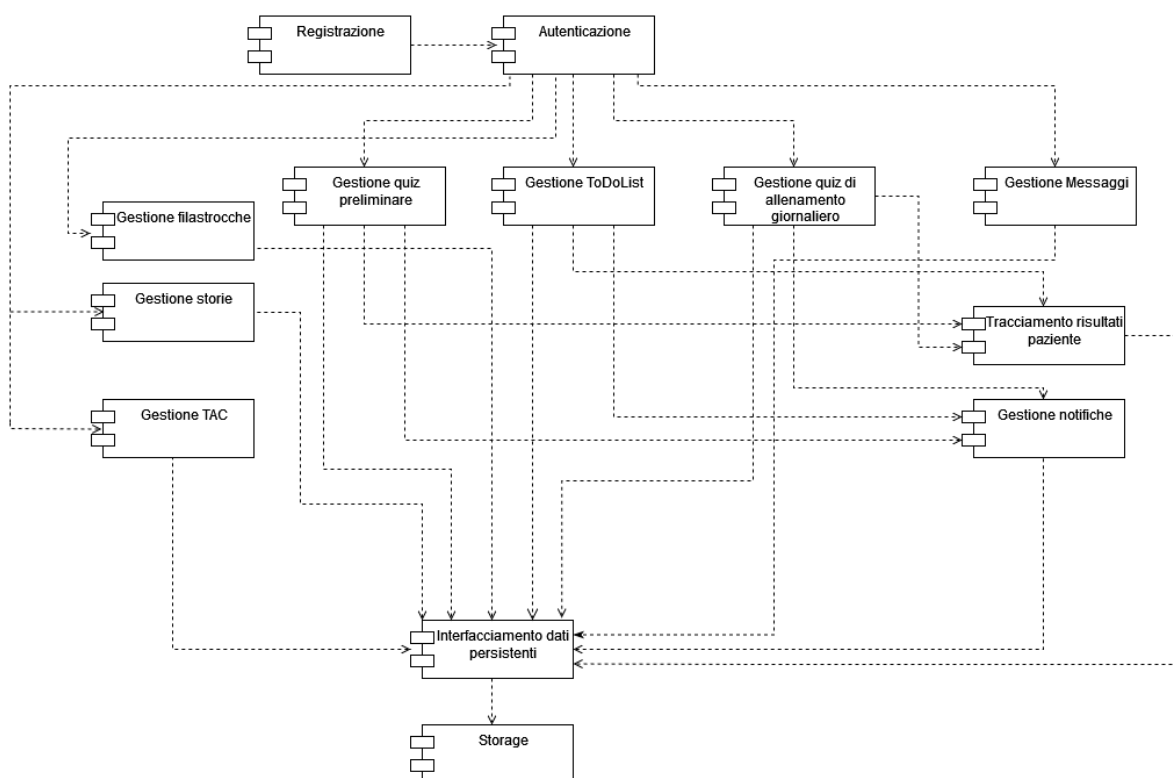 Registrazione
Autenticazione
Gestione quiz
preliminare
Gestione ToDoList
Gestione quiz di
allenamento
giornaliero
Gestione Messaggi
Gestione filastrocche
Gestione storie
Tracciamento risultati
paziente
Gestione TAC
Gestione notifiche
Interfacciamento dati
persistenti
Storage